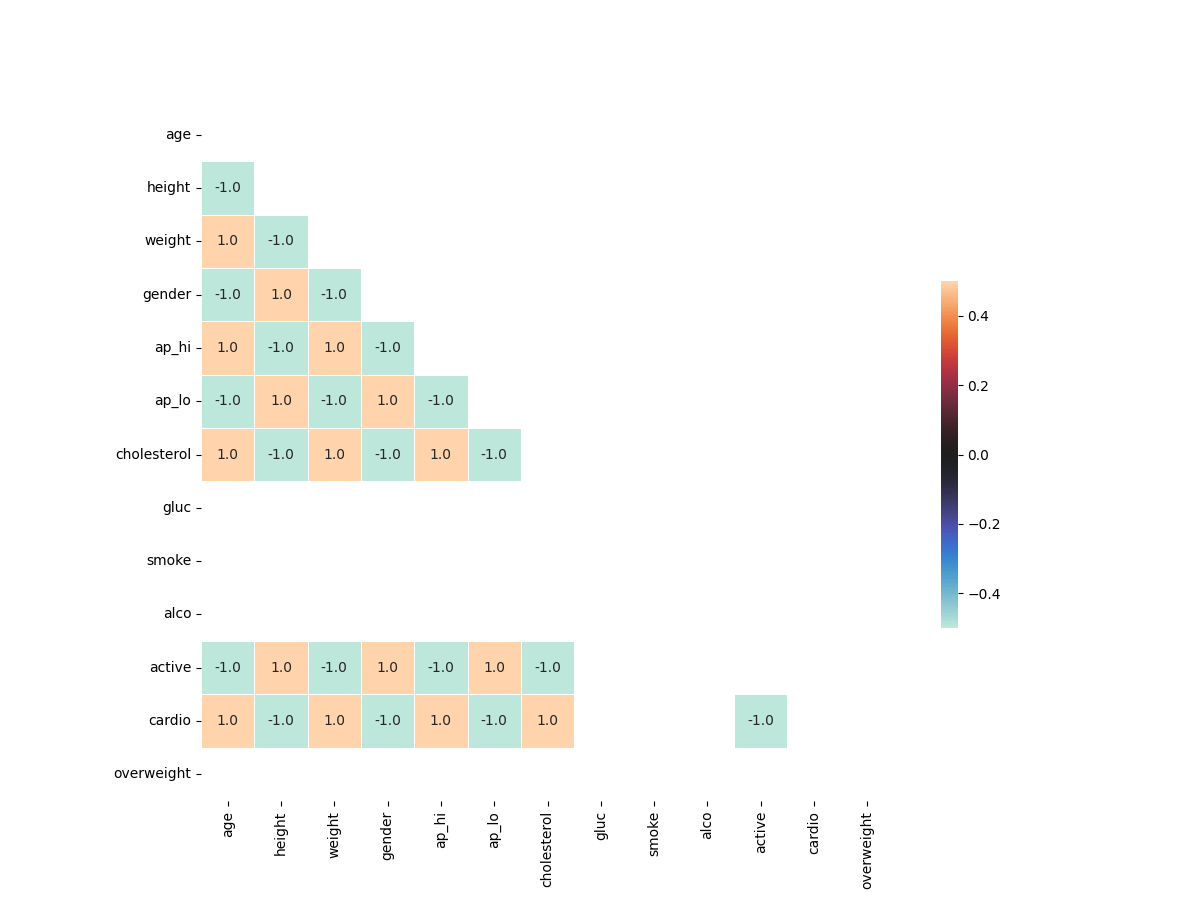 age
height -1.0
weight 1.0 -1.0
gender -1.0 1.0 -1.0
ap_hi 1.0 -1.0 1.0 -1.0
ap_lo -1.0 1.0 -1.0 1.0 -1.0
cholesterol 1.0 -1.0 1.0 -1.0 1.0 -1.0
gluc
smoke
alco
active -1.0 1.0 -1.0 1.0 -1.0 1.0 -1.0
cardio 1.0 -1.0 1.0 -1.0 1.0 -1.0 1.0 -1.0
overweight
age
height
weight
gender
ap_hi
ap_lo
cholesterol
gluc
smoke
alco
active
cardio
overweight
0.4
0.2
0.0
−0.2
−0.4